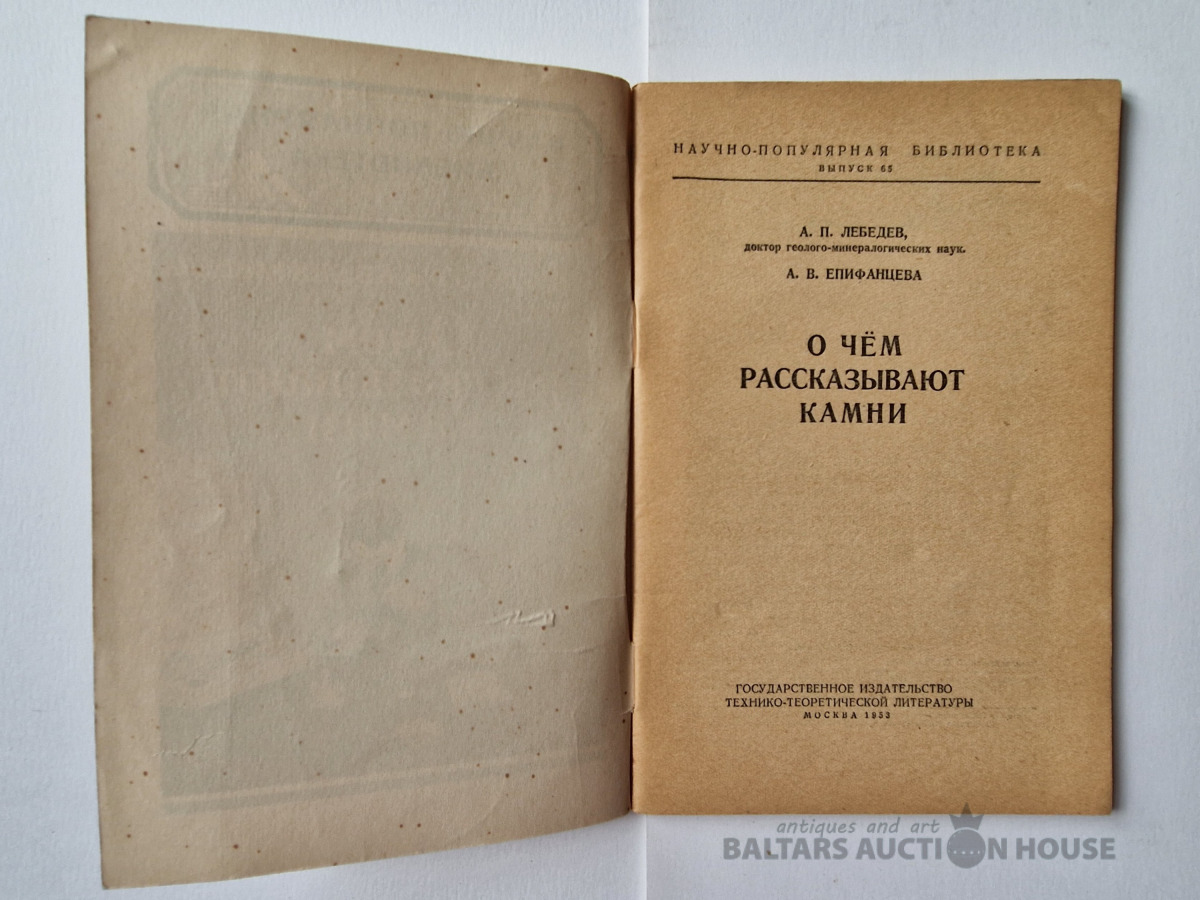 НАУЧНО-ПОПУЛЯРНАЯ БИБЛИОТЕКА
ВЫПУСК 65
А. П. ЛЕБЕДЕВ,
доктор геолого-минералогических наук.
А. В. ЕПИФАНЦЕВА
О ЧЁМ
РАССКАЗЫВАЮТ
КАМНИ
ГОСУДАРСТВЕННОЕ ИЗДАТЕЛЬСТВО
ТЕХНИКО-ТЕОРЕТИЧЕСКОЙ ЛИТЕРАТУРЫ
МОСКВА 1953
antiques and art
BALTARS AUCTION HOUSE